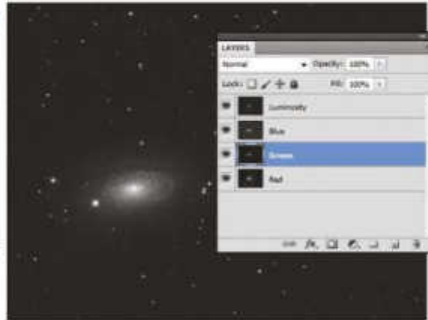 LAYERS
Normal Opacity: 100%
Lock: Fill: 100%
Luminosity
Blue
Green
Red